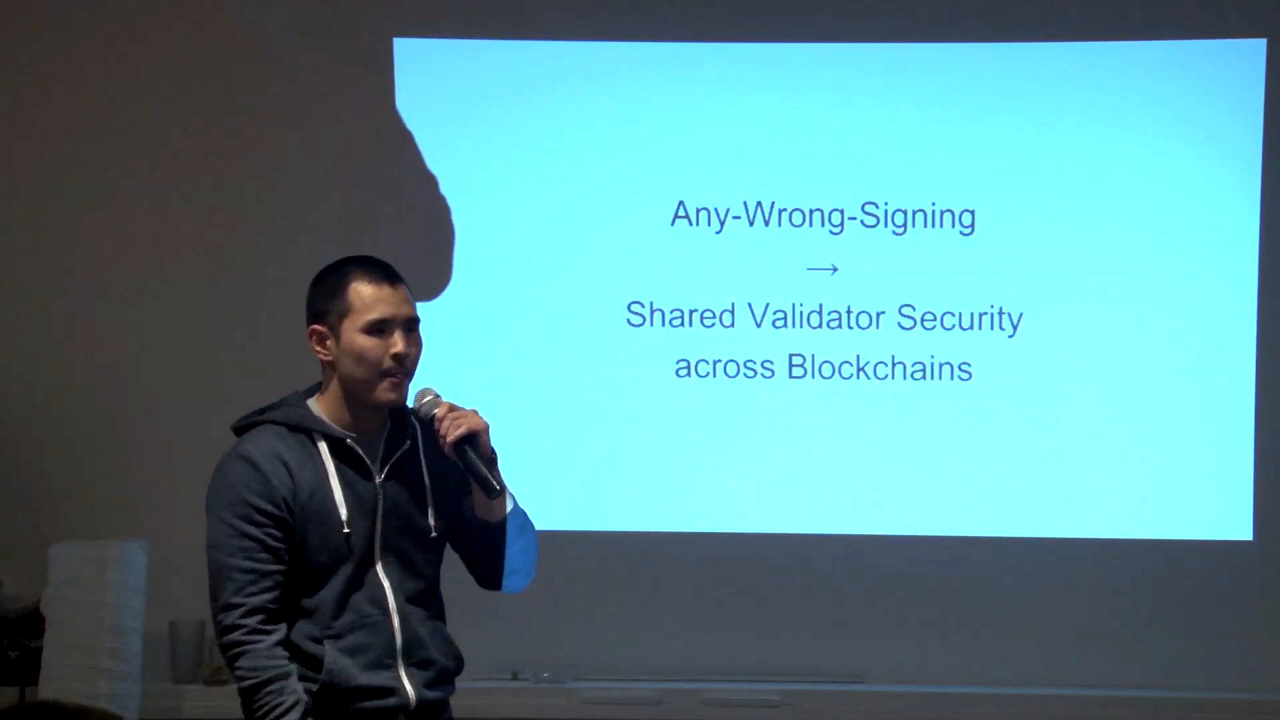 Any-Wrong-Signing
→
Shared Validator Security
across Blockchains